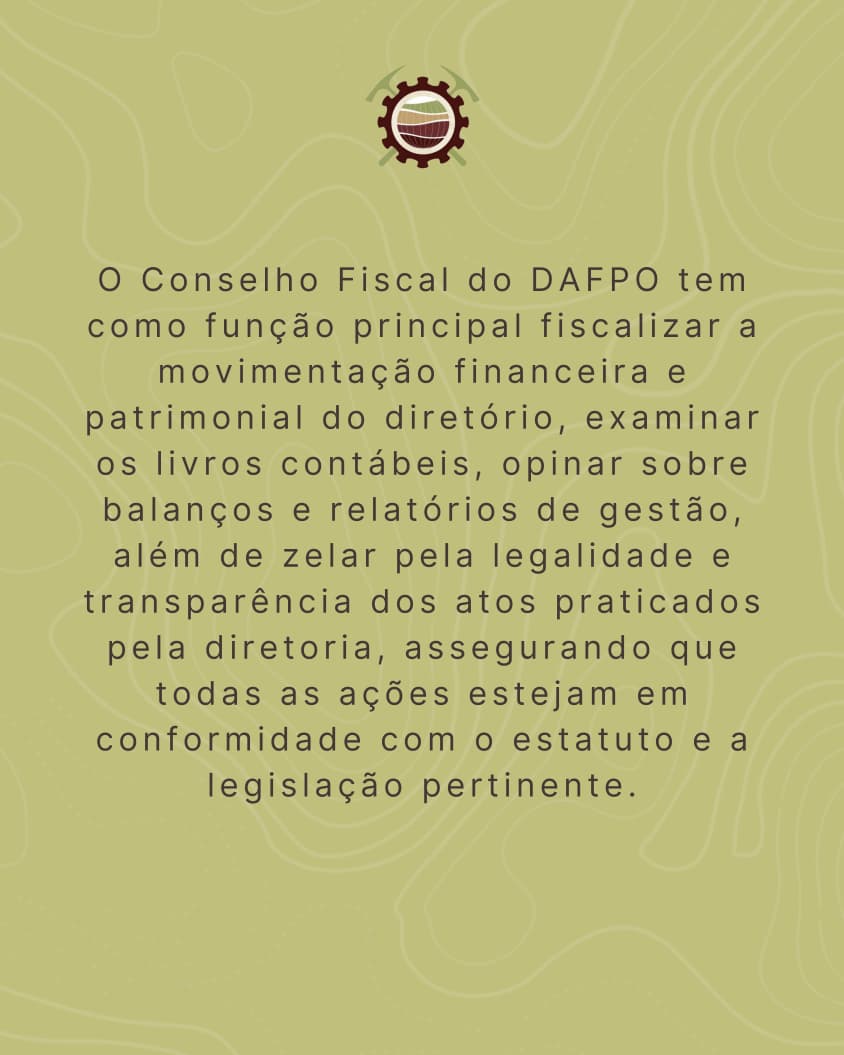 O Conselho Fiscal do DAFPO tem
como função principal fiscalizar a
movimentação financeira e
patrimonial do diretório, examinar
os livros contábeis, opinar sobre
balanços e relatórios de gestão,
além de zelar pela legalidade e
transparência dos atos praticados
pela diretoria, assegurando que
todas as ações estejam em
conformidade com o estatuto e a
legislação pertinente.